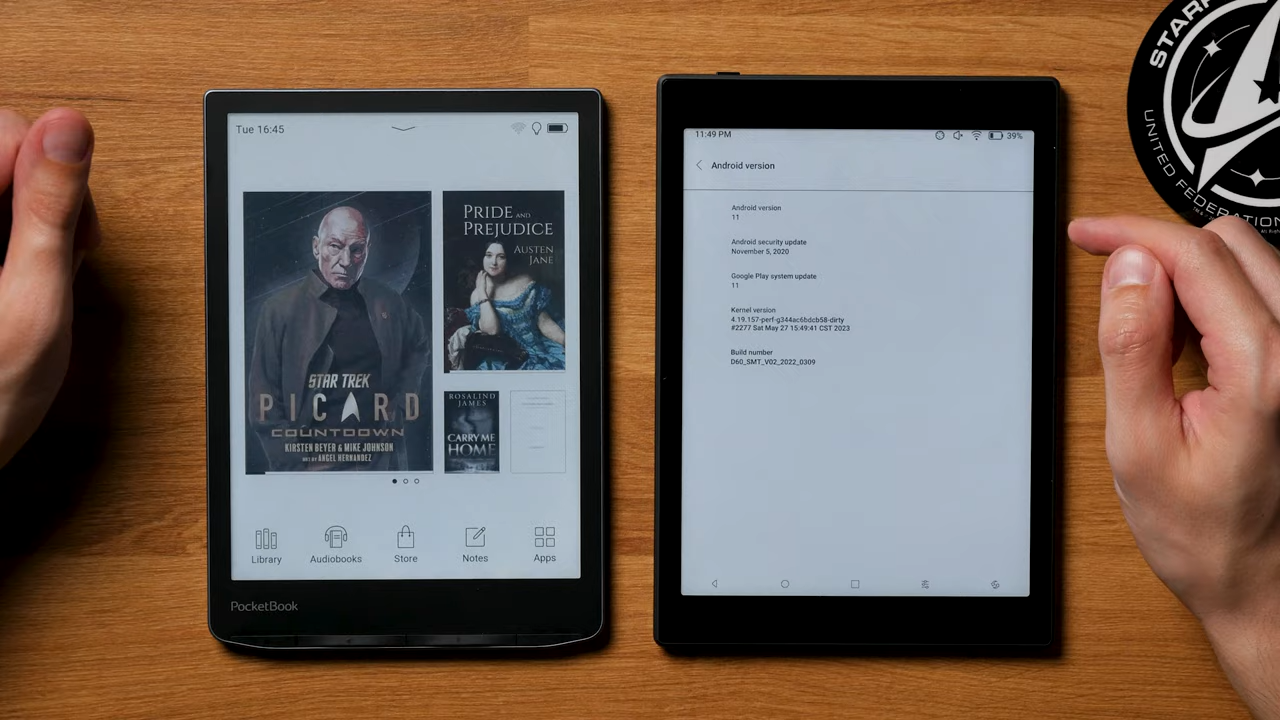 Tue 16:45
STAR TREK
PICARD
COUNTDOWN
KIRSTEN BEYER & MIKE JOHNSON
ART BY ANGEL HERNANDEZ
PRIDE AND
PREJUDICE
AUSTEN
JANE
ROSALIND
JAMES
CARRY ME
HOME
Library
Audiobooks
Store
Notes
Apps
PocketBook
11:49 PM
39%
Android version
Android version
11
Android security update
November 5, 2020
Google Play system update
11
Kernel version
4.19.157-perf-g344ac6bdcb58-dirty
#2277 Sat May 27 15:49:41 CST 2023
Build number
D60_SMT_V02_2022_0309
UNITED FEDERATION